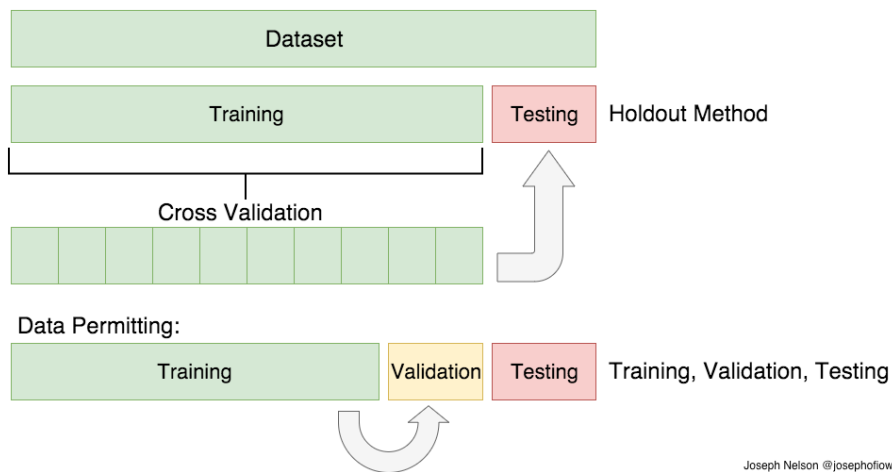 Dataset
Training
Testing
Holdout Method
Cross Validation
Data Permitting:
Training
Validation
Testing
Training, Validation, Testing
Joseph Nelson @josephofiow